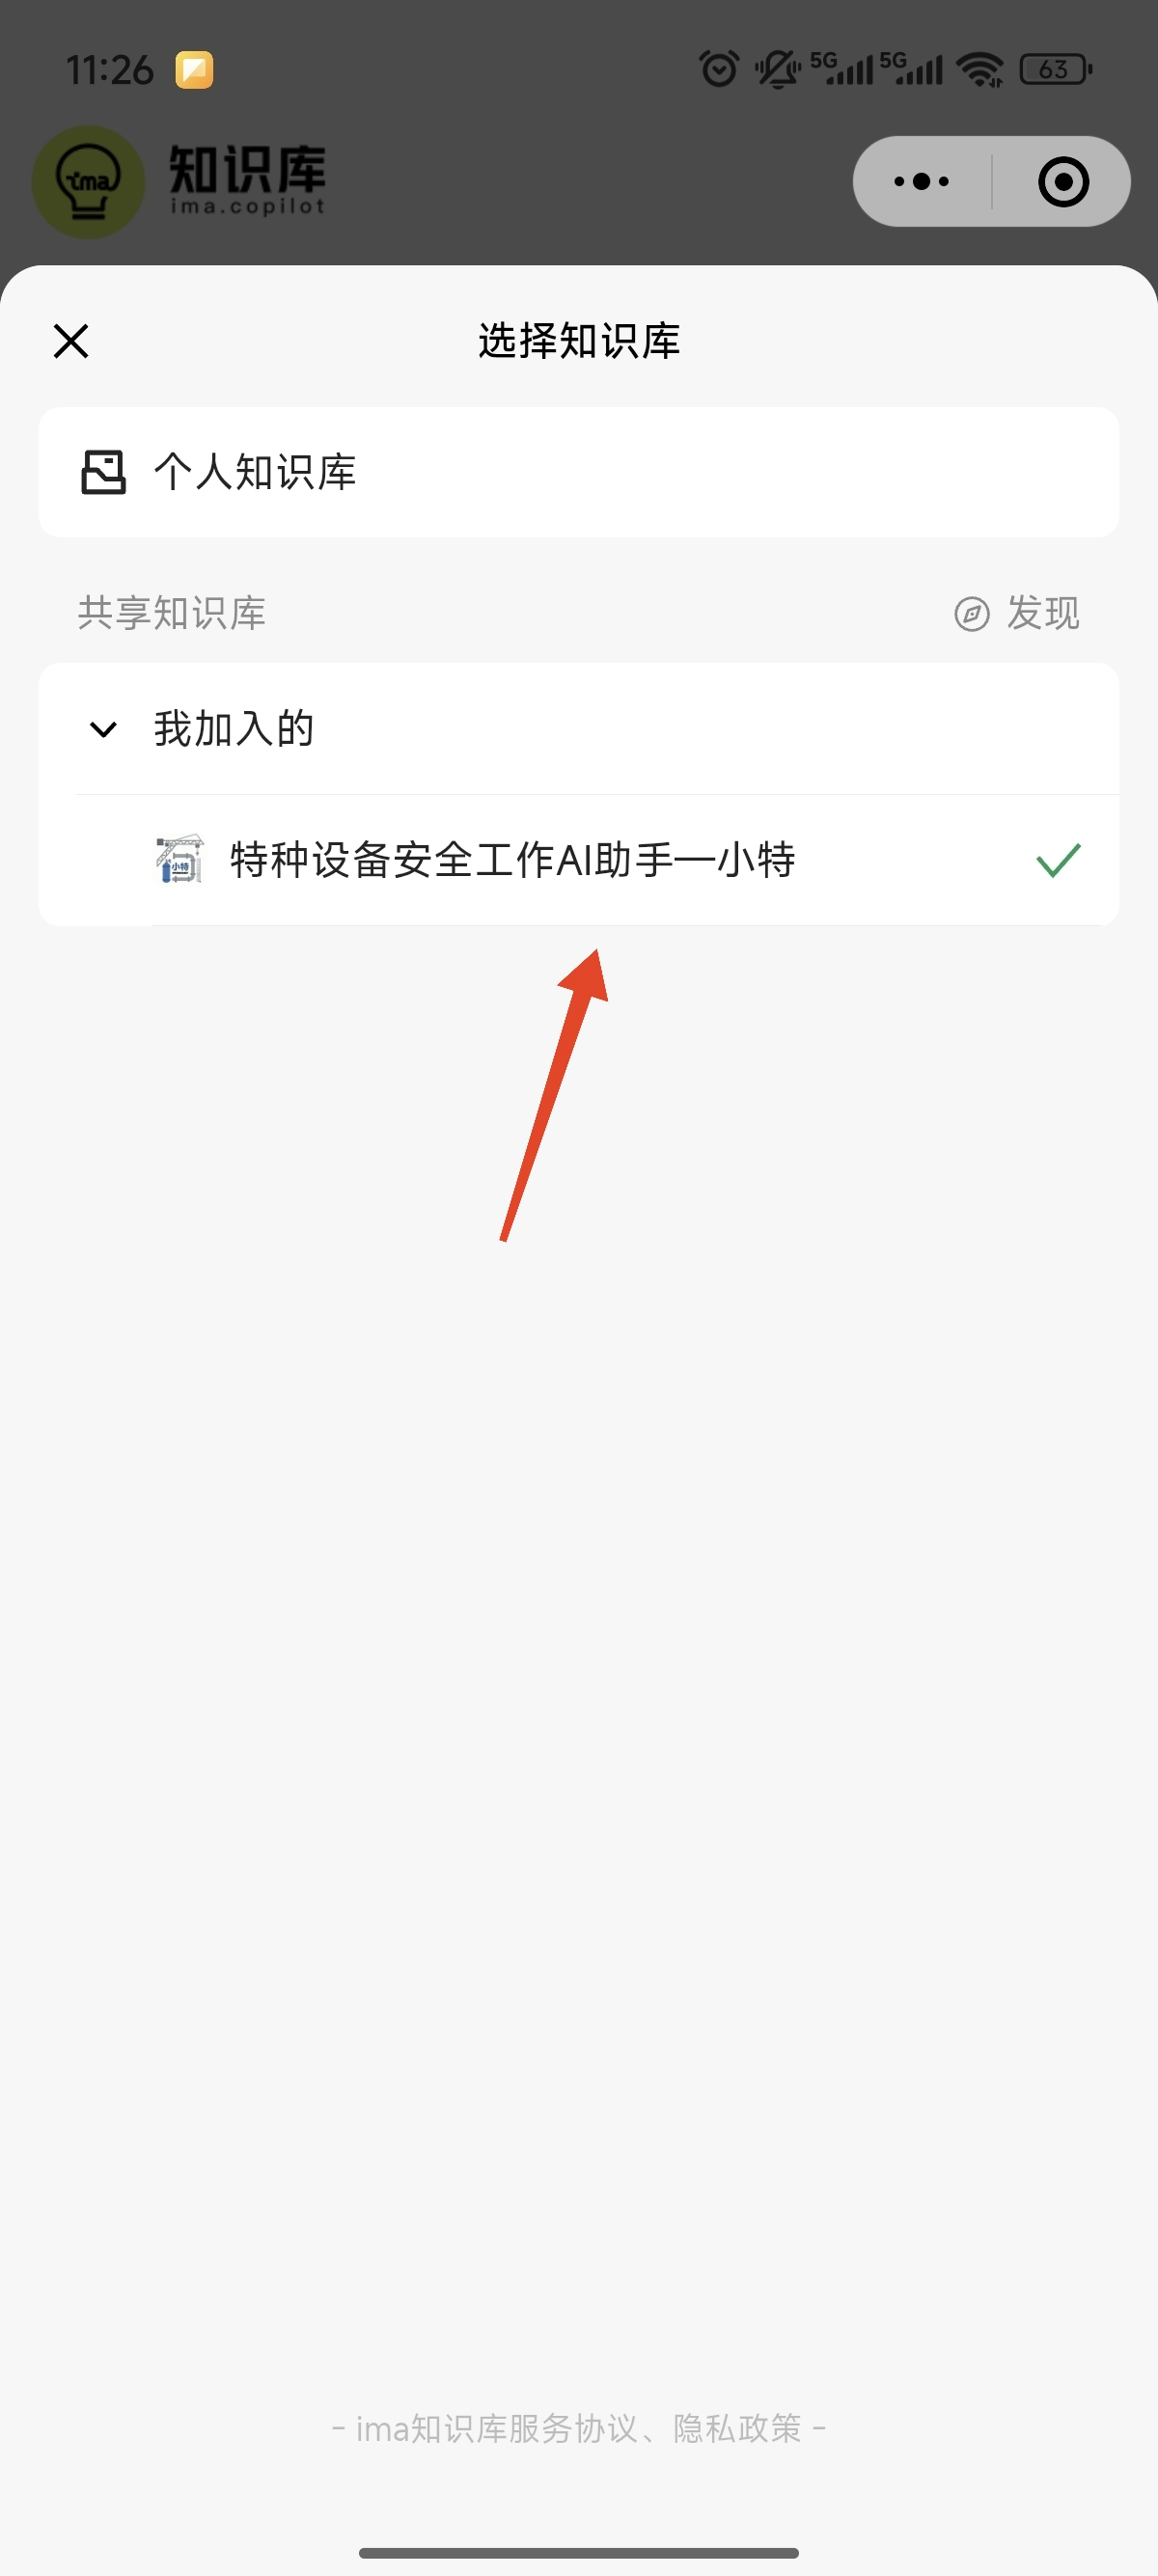 11:26
5G 5G 63
ima
知识库
ima.copilot
选择知识库
个人知识库
共享知识库
发现
我加入的
小特
特种设备安全工作AI助手—小特
- ima知识库服务协议、隐私政策 -